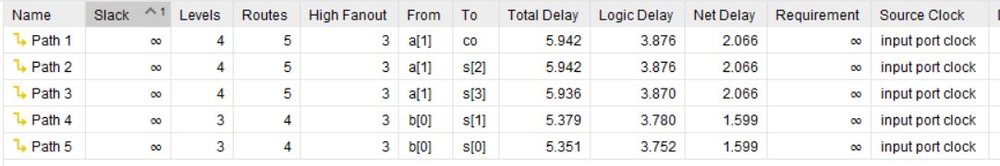 Name Slack ^1 Levels Routes High Fanout From To Total Delay Logic Delay Net Delay Requirement Source Clock
Path 1 ∞ 4 5 3 a[1] co 5.942 3.876 2.066 ∞ input port clock
Path 2 ∞ 4 5 3 a[1] s[2] 5.942 3.876 2.066 ∞ input port clock
Path 3 ∞ 4 5 3 a[1] s[3] 5.936 3.870 2.066 ∞ input port clock
Path 4 ∞ 3 4 3 b[0] s[1] 5.379 3.780 1.599 ∞ input port clock
Path 5 ∞ 3 4 3 b[0] s[0] 5.351 3.752 1.599 ∞ input port clock